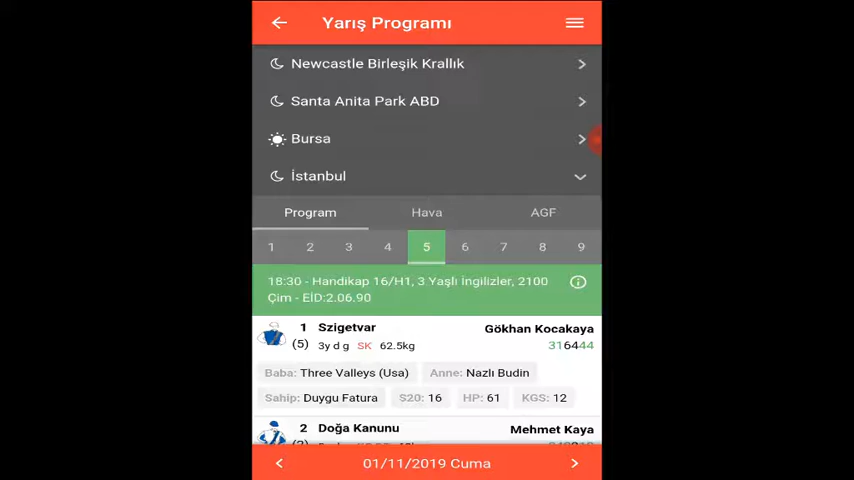 Yarış Programı
Newcastle Birleşik Krallık
Santa Anita Park ABD
Bursa
İstanbul
Program Hava AGF
1 2 3 4 5 6 7 8 9
18:30 - Handikap 16/H1, 3 Yaşlı İngilizler, 2100
Çim - EİD:2.06.90
1 Szigetvar Gökhan Kocakaya
(5) 3y d g SK 62.5kg 316444
Baba: Three Valleys (Usa) Anne: Nazlı Budin
Sahip: Duygu Fatura S20: 16 HP: 61 KGS: 12
2 Doğa Kanunu Mehmet Kaya
01/11/2019 Cuma